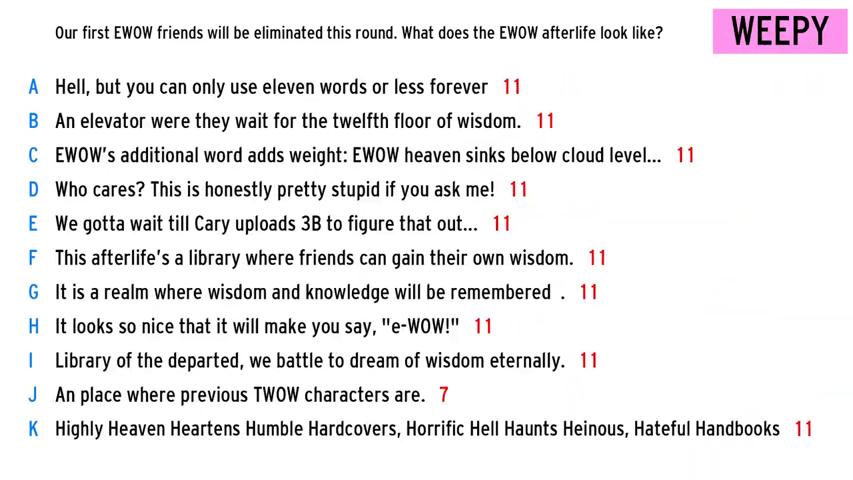 Our first EWOW friends will be eliminated this round. What does the EWOW afterlife look like?
WEEPY
A Hell, but you can only use eleven words or less forever 11
B An elevator were they wait for the twelfth floor of wisdom. 11
C EWOW's additional word adds weight: EWOW heaven sinks below cloud level... 11
D Who cares? This is honestly pretty stupid if you ask me! 11
E We gotta wait till Cary uploads 3B to figure that out... 11
F This afterlife's a library where friends can gain their own wisdom. 11
G It is a realm where wisdom and knowledge will be remembered . 11
H It looks so nice that it will make you say, "e-WOW!" 11
I Library of the departed, we battle to dream of wisdom eternally. 11
J An place where previous TWOW characters are. 7
K Highly Heaven Heartens Humble Hardcovers, Horrific Hell Haunts Heinous, Hateful Handbooks 11